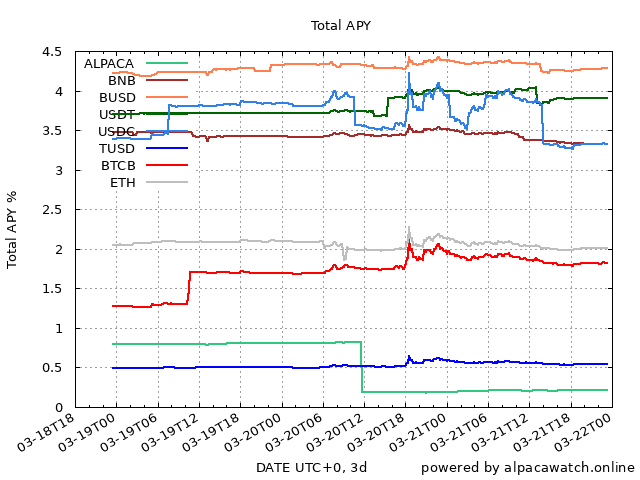 Total APY
4.5
4
3.5
3
2.5
2
1.5
1
0.5
0
Total APY %
ALPACA
BNB
BUSD
USDT
USDC
TUSD
BTCB
ETH
03-18T18
03-19T00
03-19T06
03-19T12
03-19T18
03-20T00
03-20T06
03-20T12
03-20T18
03-21T00
03-21T06
03-21T12
03-21T18
03-22T00
DATE UTC+0, 3d
powered by alpacawatch.online